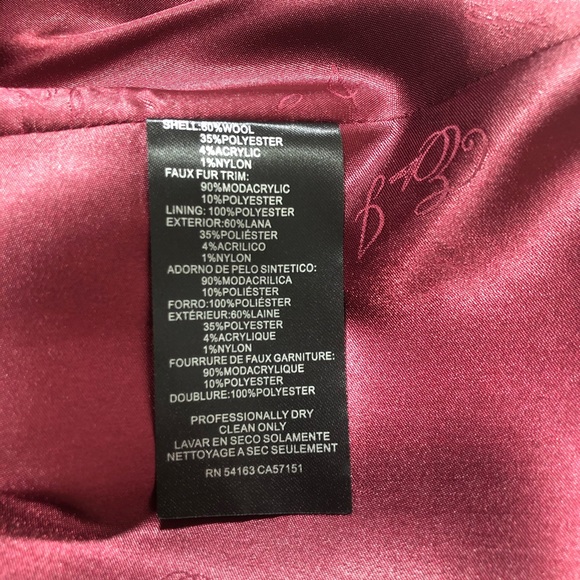 SHELL:60%WOOL
35%POLYESTER
4%ACRYLIC
1%NYLON
FAUX FUR TRIM:
90%MODACRYLIC
10%POLYESTER
LINING: 100%POLYESTER
EXTERIOR:60%LANA
35%POLIÉSTER
4%ACRILICO
1%NYLON
ADORNO DE PELO SINTETICO:
90%MODACRILICA
10%POLIÉSTER
FORRO:100%POLIÉSTER
EXTÉRIEUR:60%LAINE
35%POLYESTER
4%ACRYLIQUE
1%NYLON
FOURRURE DE FAUX GARNITURE:
90%MODACRYLIQUE
10%POLYESTER
DOUBLURE:100%POLYESTER
PROFESSIONALLY DRY
CLEAN ONLY
LAVAR EN SECO SOLAMENTE
NETTOYAGE A SEC SEULEMENT
RN 54163 CA57151